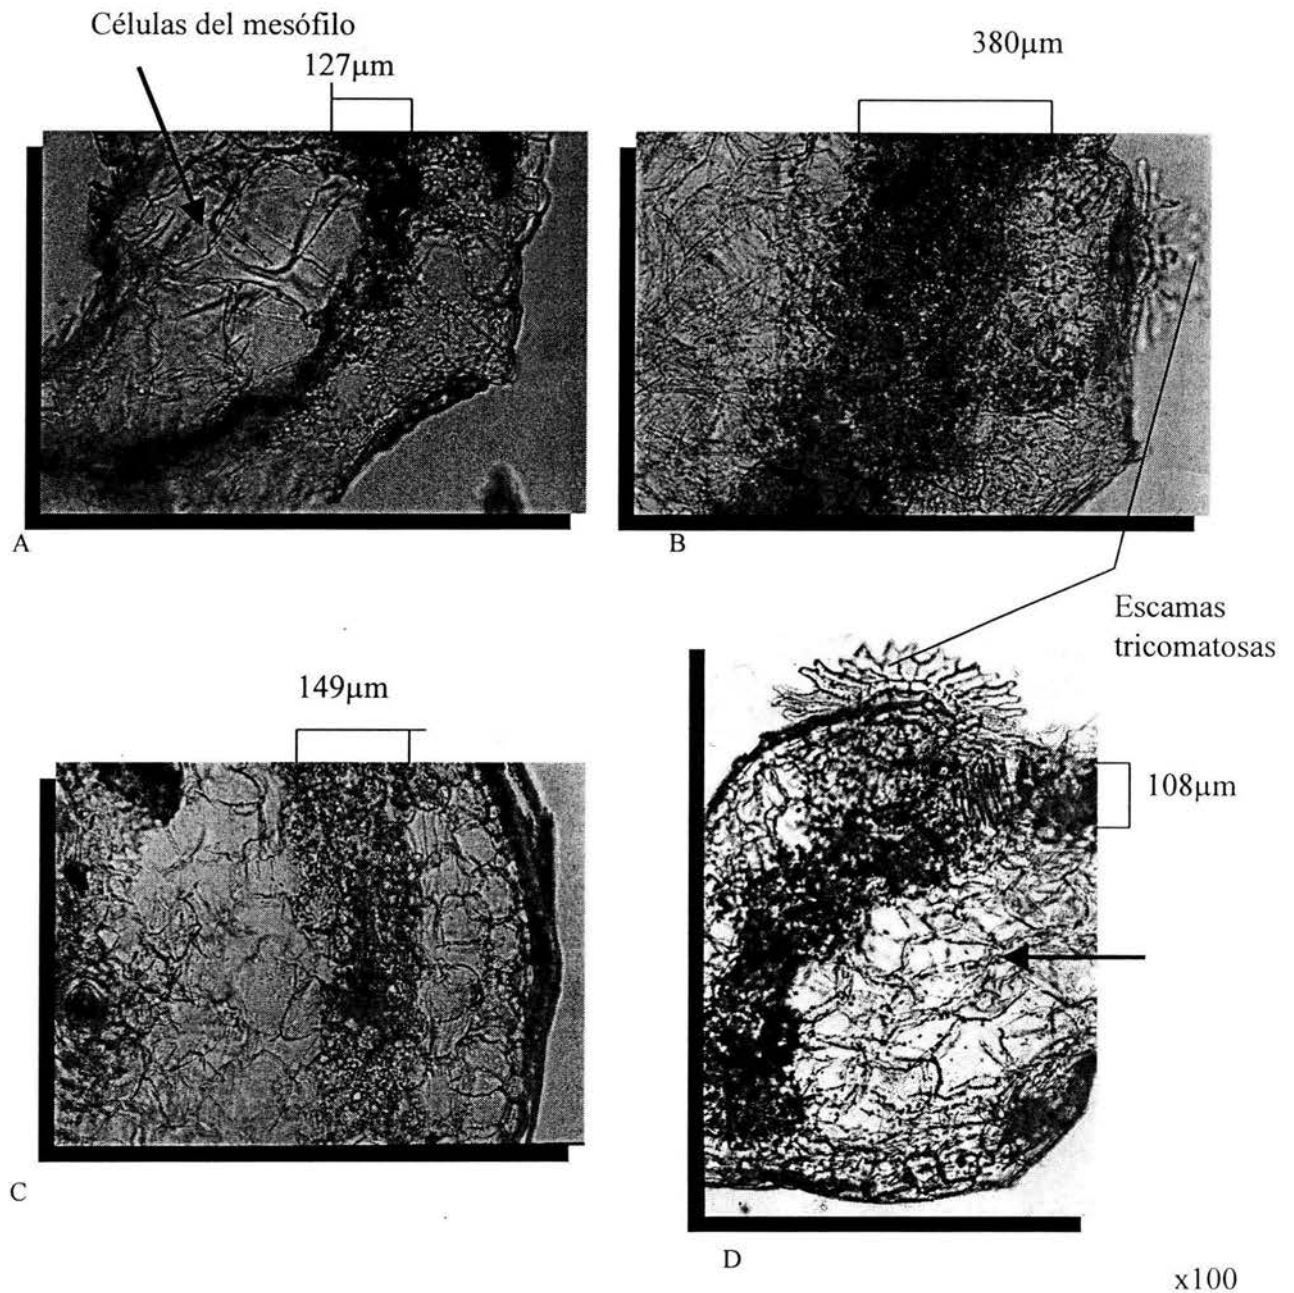 Células del mesófilo
127μm
380μm
A
B
Escamas
tricomatosas
149μm
108μm
C
D
x100